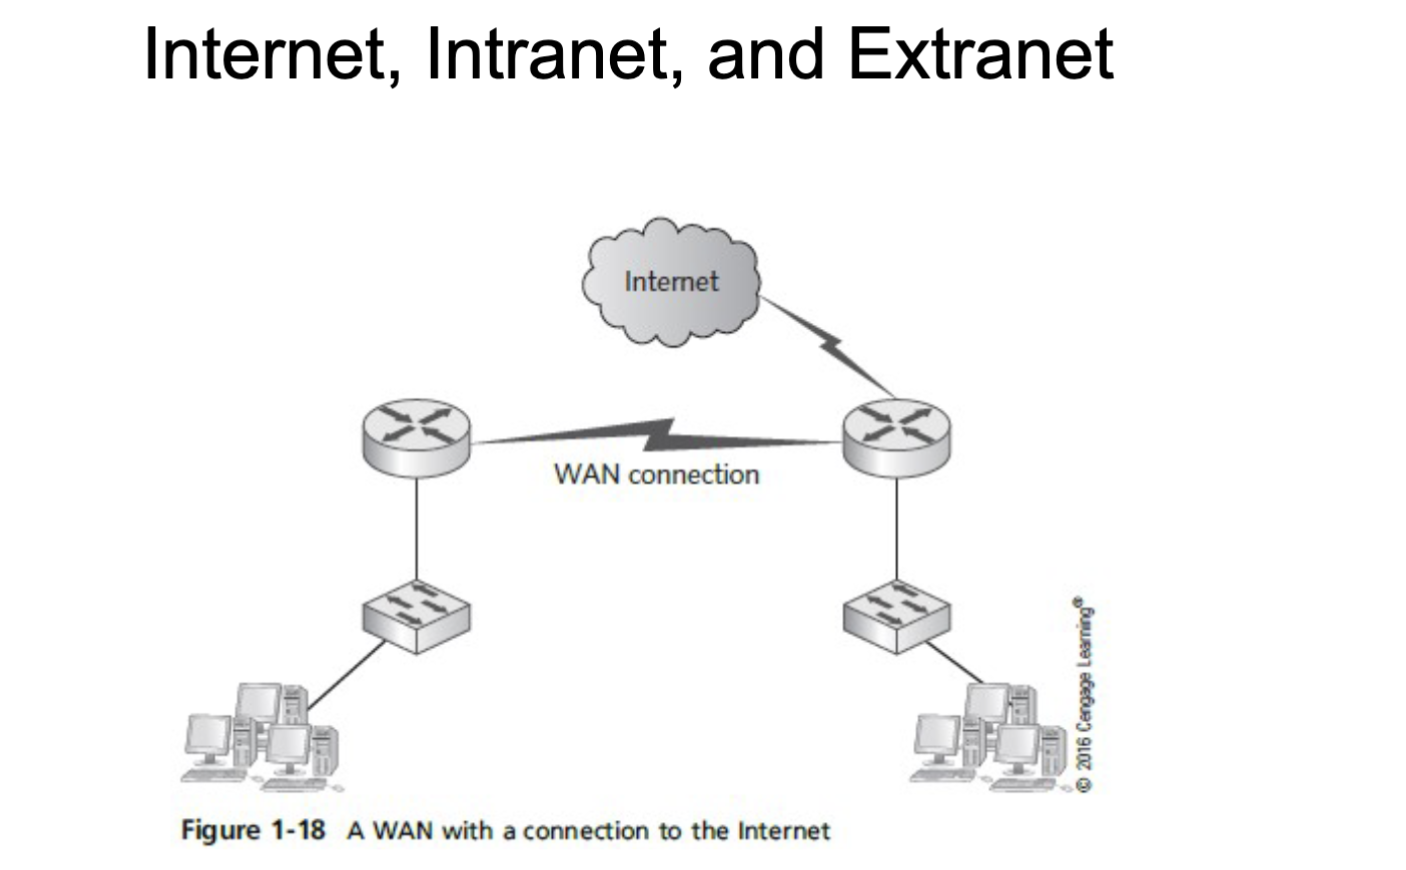 Internet, Intranet, and Extranet
Internet
WAN connection
© 2016 Cengage Learning®
Figure 1-18 A WAN with a connection to the Internet